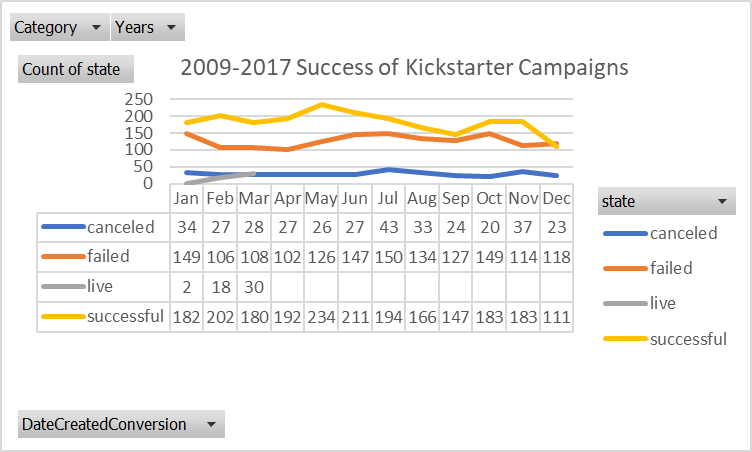 Category Years
Count of state
2009-2017 Success of Kickstarter Campaigns
250
200
150
100
50
0
Jan Feb Mar Apr May Jun Jul Aug Sep Oct Nov Dec
canceled 34 27 28 27 26 27 43 33 24 20 37 23
failed 149 106 108 102 126 147 150 134 127 149 114 118
live 2 18 30
successful 182 202 180 192 234 211 194 166 147 183 183 111
state
canceled
failed
live
successful
DateCreatedConversion